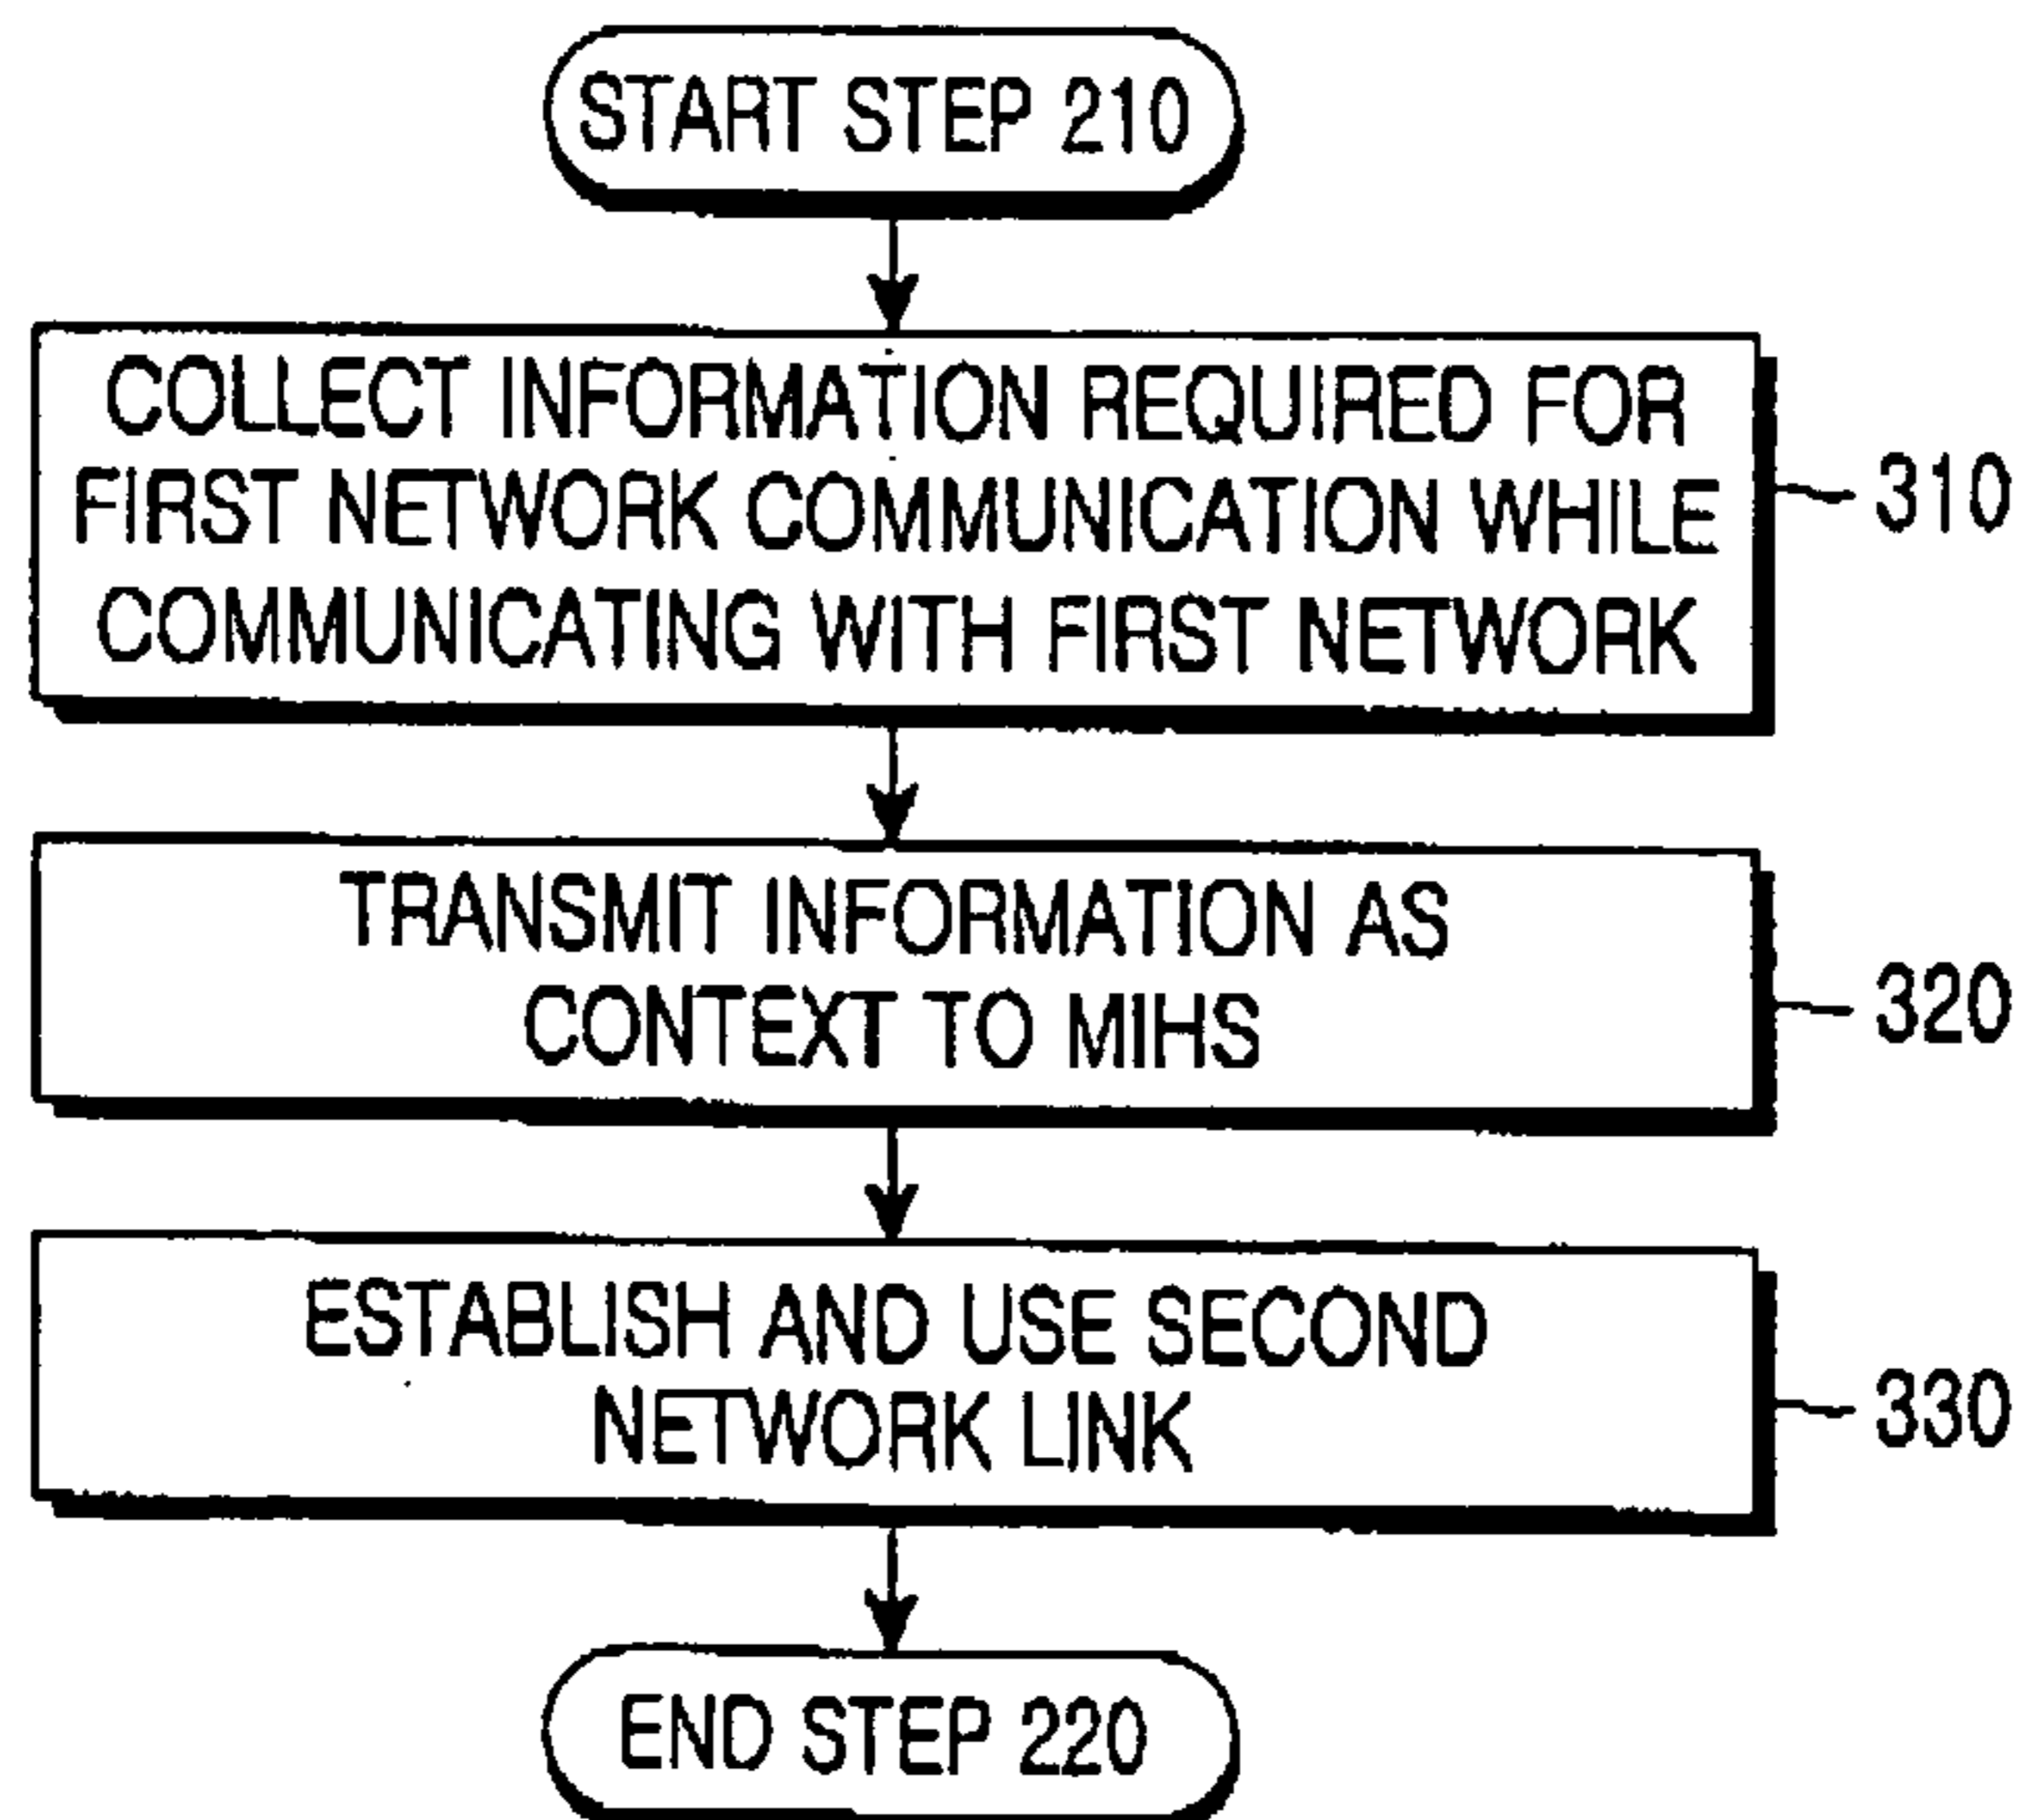 START STEP 210
COLLECT INFORMATION REQUIRED FOR
FIRST NETWORK COMMUNICATION WHILE
COMMUNICATING WITH FIRST NETWORK
310
TRANSMIT INFORMATION AS
CONTEXT TO MIHS
320
ESTABLISH AND USE SECOND
NETWORK LINK
330
END STEP 220